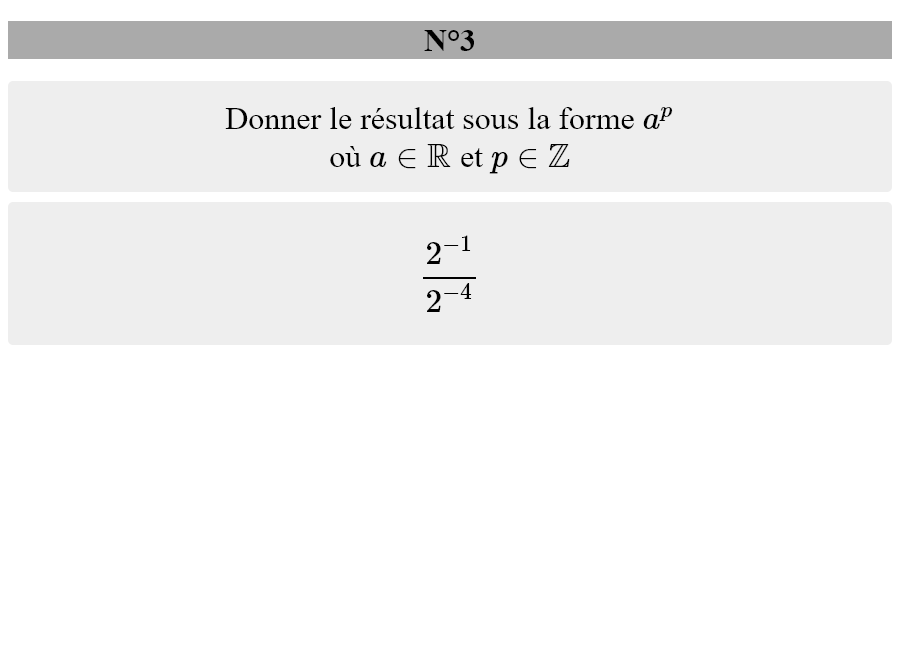 N°3
Donner le résultat sous la forme $a^p$
où $a \in \mathbb{R}$ et $p \in \mathbb{Z}$
$\frac{2^{-1}}{2^{-4}}$